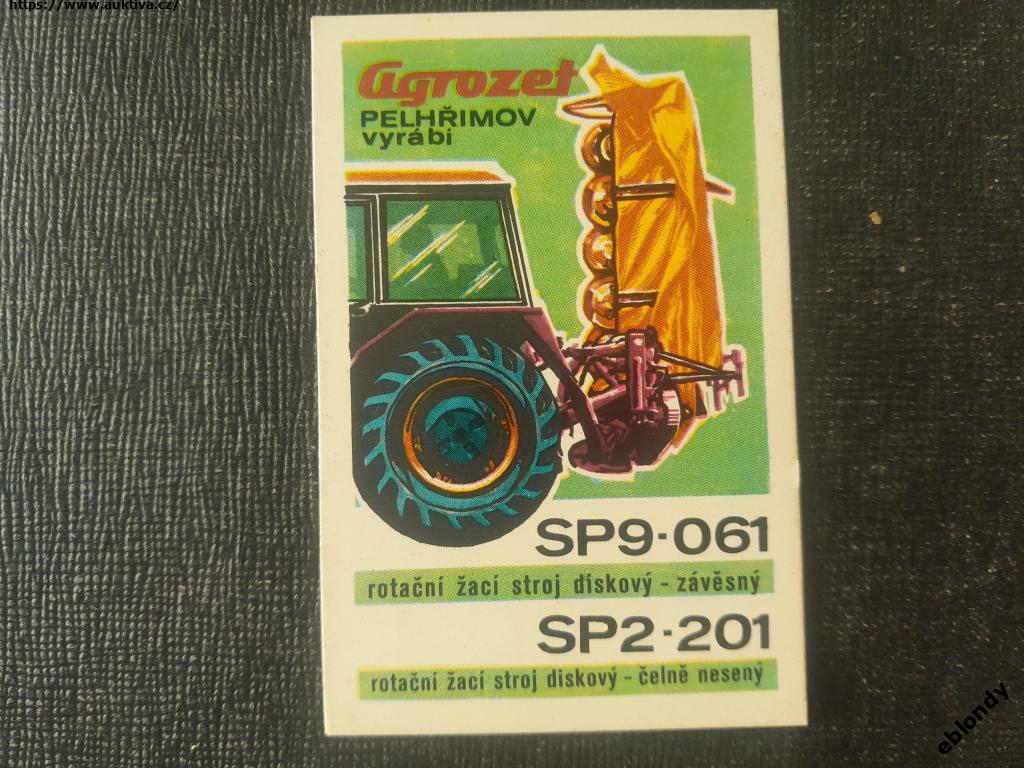 https://www.auktiva.cz/
agrozet
PELHŘIMOV
vyrábí
SP9-061
rotační žací stroj diskový - závěsný
SP2-201
rotační žací stroj diskový - čelně nesený
eblondy